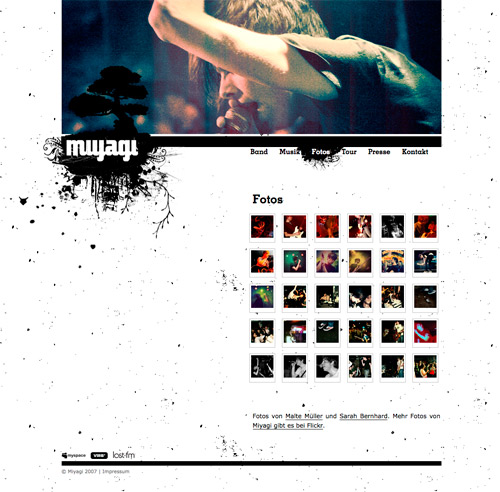 miyagi
Band Musik Fotos Tour Presse Kontakt
Fotos
Fotos von Malte Müller und Sarah Bernhard. Mehr Fotos von
Miyagi gibt es bei Flickr.
myspace VIRB° lost.fm
© Miyagi 2007 | Impressum